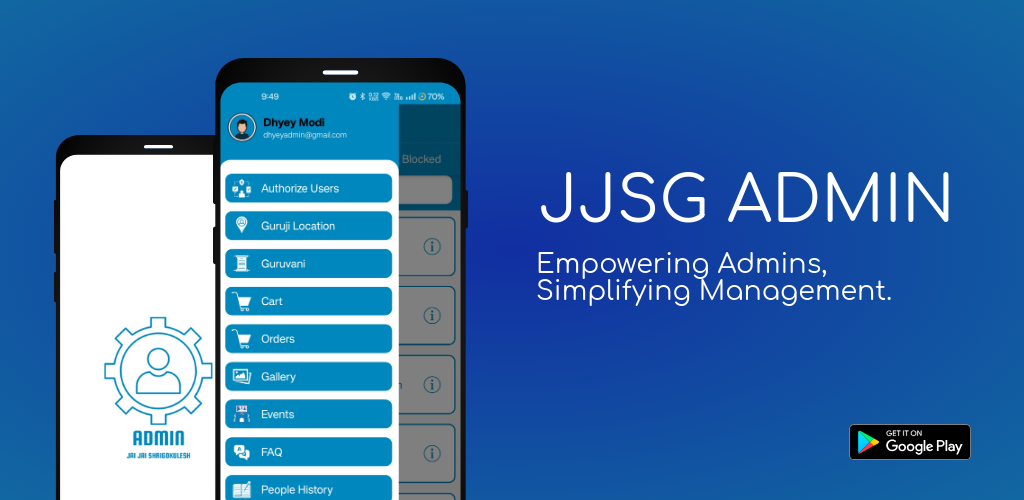 9:49
70%
Dhyey Modi
dhyeyadmin@gmail.com
Blocked
Authorize Users
Guruji Location
Guruvani
Cart
Orders
Gallery
Events
FAQ
People History
ADMIN
JAI JAI SHRIGOKULESH
JJSG ADMIN
Empowering Admins,
Simplifying Management.
GET IT ON
Google Play